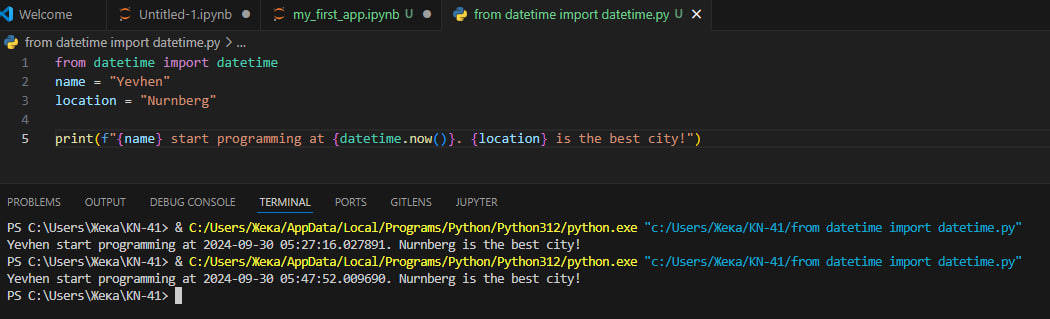 Welcome Untitled-1.ipynb my_first_app.ipynb U from datetime import datetime.py U
from datetime import datetime.py > ...
1 from datetime import datetime
2 name = "Yevhen"
3 location = "Nurnberg"
4
5 print(f"{name} start programming at {datetime.now()}. {location} is the best city!")
PROBLEMS OUTPUT DEBUG CONSOLE TERMINAL PORTS GITLENS JUPYTER
PS C:\Users\Жека\KN-41> & C:/Users/Жека/AppData/Local/Programs/Python/Python312/python.exe "c:/Users/Жека/KN-41/from datetime import datetime.py"
Yevhen start programming at 2024-09-30 05:27:16.027891. Nurnberg is the best city!
PS C:\Users\Жека\KN-41> & C:/Users/Жека/AppData/Local/Programs/Python/Python312/python.exe "c:/Users/Жека/KN-41/from datetime import datetime.py"
Yevhen start programming at 2024-09-30 05:47:52.009690. Nurnberg is the best city!
PS C:\Users\Жека\KN-41>